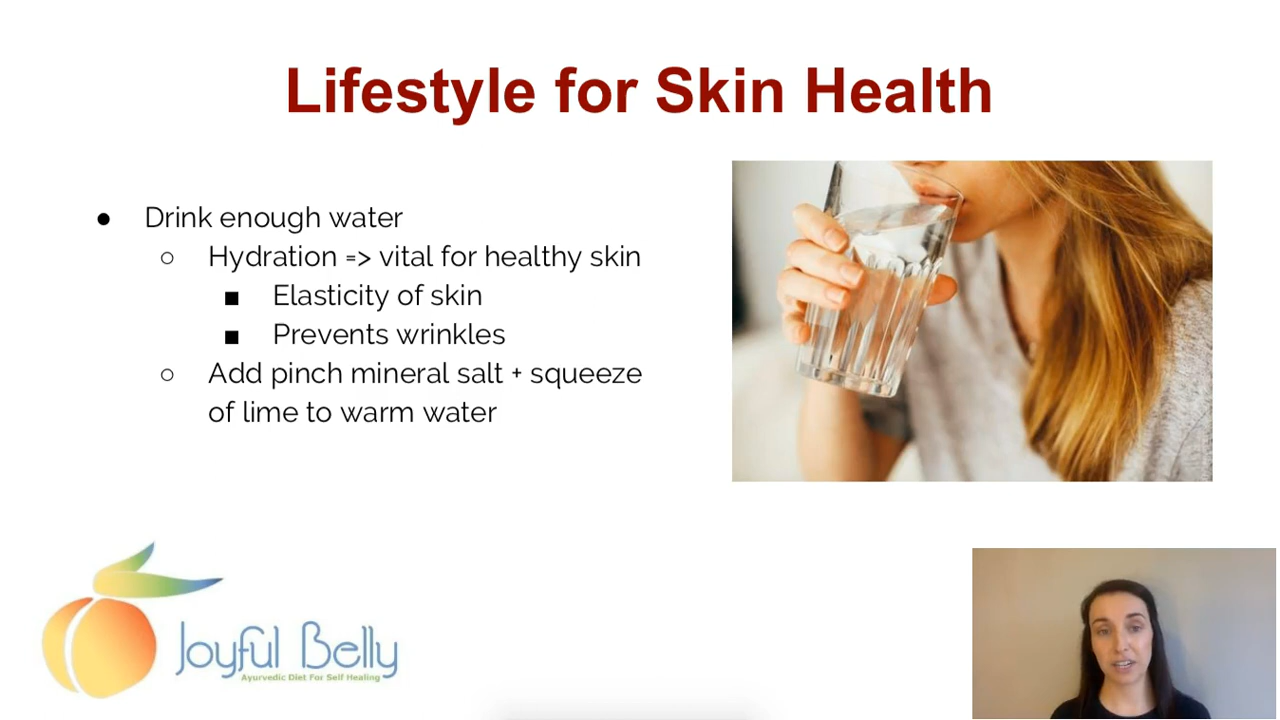 Lifestyle for Skin Health
● Drink enough water
○ Hydration => vital for healthy skin
■ Elasticity of skin
■ Prevents wrinkles
○ Add pinch mineral salt + squeeze
of lime to warm water
Joyful Belly
Ayurvedic Diet For Self Healing